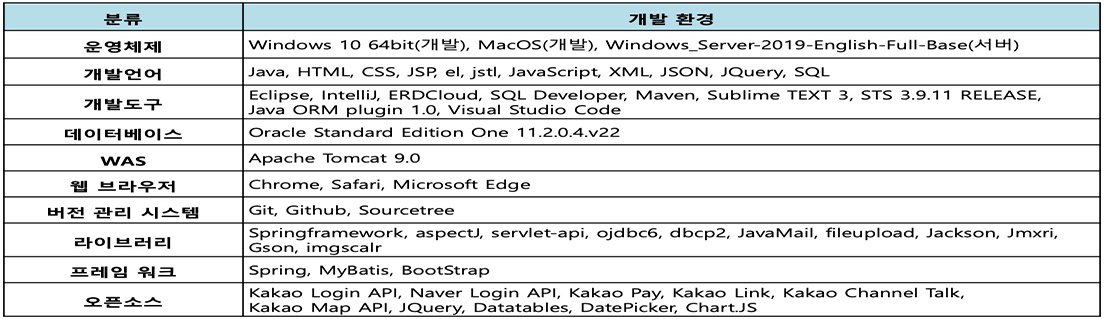 분류 개발 환경
운영체제 Windows 10 64bit(개발), MacOS(개발), Windows_Server-2019-English-Full-Base(서버)
개발언어 Java, HTML, CSS, JSP, el, jstl, JavaScript, XML, JSON, JQuery, SQL
개발도구 Eclipse, IntelliJ, ERDCloud, SQL Developer, Maven, Sublime TEXT 3, STS 3.9.11 RELEASE,
Java ORM plugin 1.0, Visual Studio Code
데이터베이스 Oracle Standard Edition One 11.2.0.4.v22
WAS Apache Tomcat 9.0
웹 브라우저 Chrome, Safari, Microsoft Edge
버전 관리 시스템 Git, Github, Sourcetree
라이브러리 Springframework, aspectJ, servlet-api, ojdbc6, dbcp2, JavaMail, fileupload, Jackson, Jmxri,
Gson, imgscalr
프레임 워크 Spring, MyBatis, BootStrap
오픈소스 Kakao Login API, Naver Login API, Kakao Pay, Kakao Link, Kakao Channel Talk,
Kakao Map API, JQuery, Datatables, DatePicker, Chart.JS